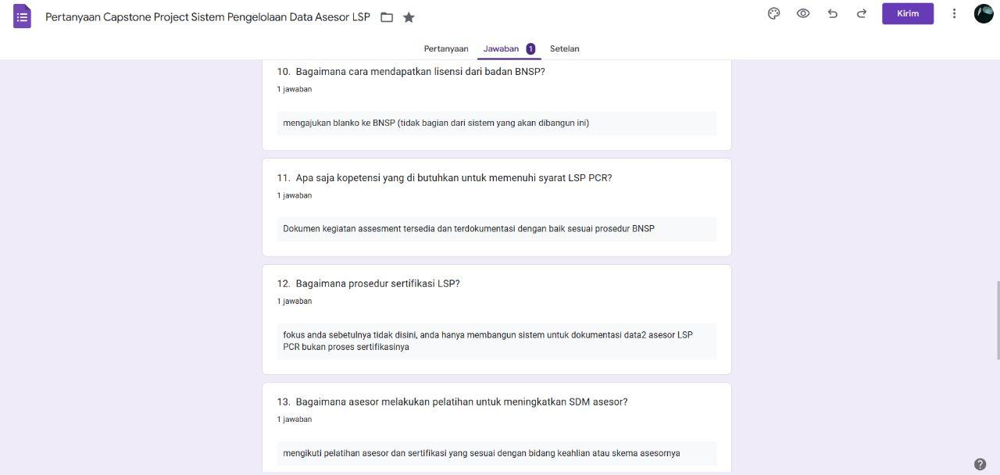 Pertanyaan Capstone Project Sistem Pengelolaan Data Asesor LSP
Kirim
Pertanyaan
Jawaban 1
Setelan
10. Bagaimana cara mendapatkan lisensi dari badan BNSP?
1 jawaban
mengajukan blanko ke BNSP (tidak bagian dari sistem yang akan dibangun ini)
11. Apa saja kopetensi yang di butuhkan untuk memenuhi syarat LSP PCR?
1 jawaban
Dokumen kegiatan assesment tersedia dan terdokumentasi dengan baik sesuai prosedur BNSP
12. Bagaimana prosedur sertifikasi LSP?
1 jawaban
fokus anda sebetulnya tidak disini, anda hanya membangun sistem untuk dokumentasi data2 asesor LSP
PCR bukan proses sertifikasinya
13. Bagaimana asesor melakukan pelatihan untuk meningkatkan SDM asesor?
1 jawaban
mengikuti pelatihan asesor dan sertifikasi yang sesuai dengan bidang keahlian atau skema asesornya